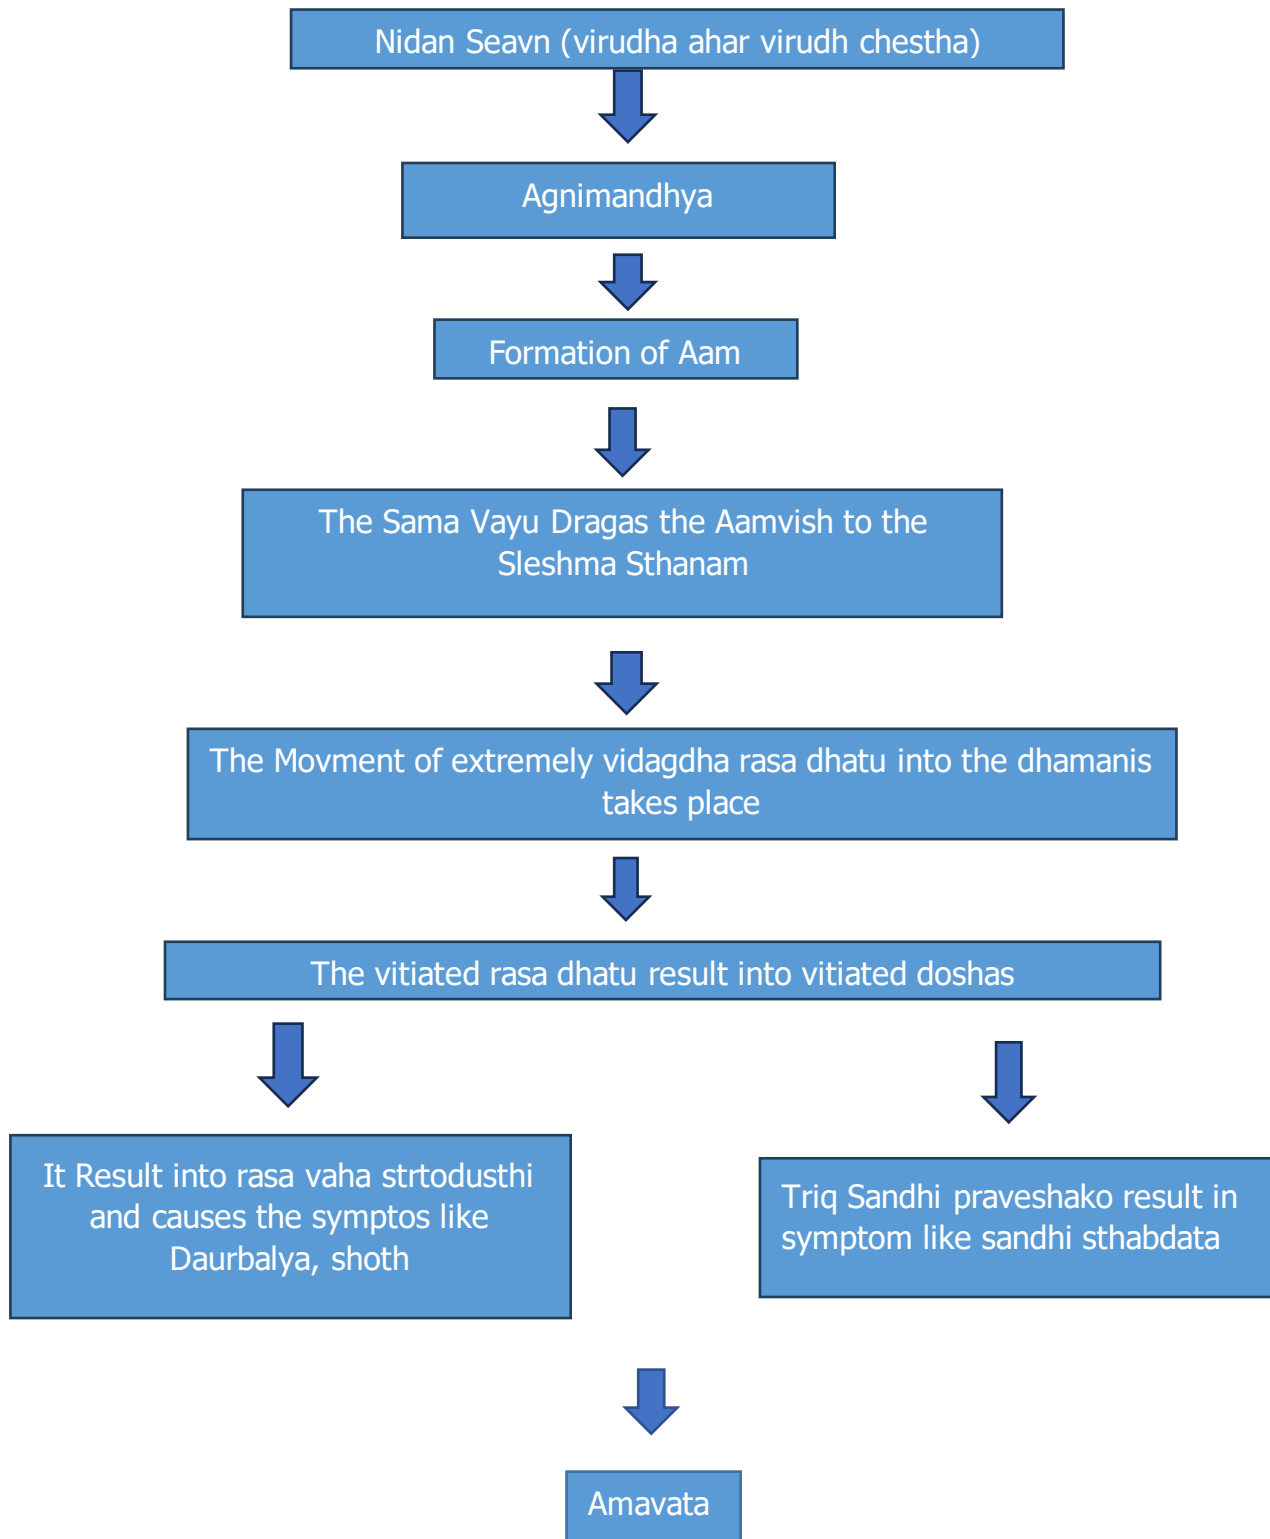 Nidan Seavn (virudha ahar virudh chestha)
Agnimandhya
Formation of Aam
The Sama Vayu Dragas the Aamvish to the
Sleshma Sthanam
The Movment of extremely vidagdha rasa dhatu into the dhamanis
takes place
The vitiated rasa dhatu result into vitiated doshas
It Result into rasa vaha strtodusthi
and causes the symptos like
Daurbalya, shoth
Triq Sandhi praveshako result in
symptom like sandhi sthabdata
Amavata